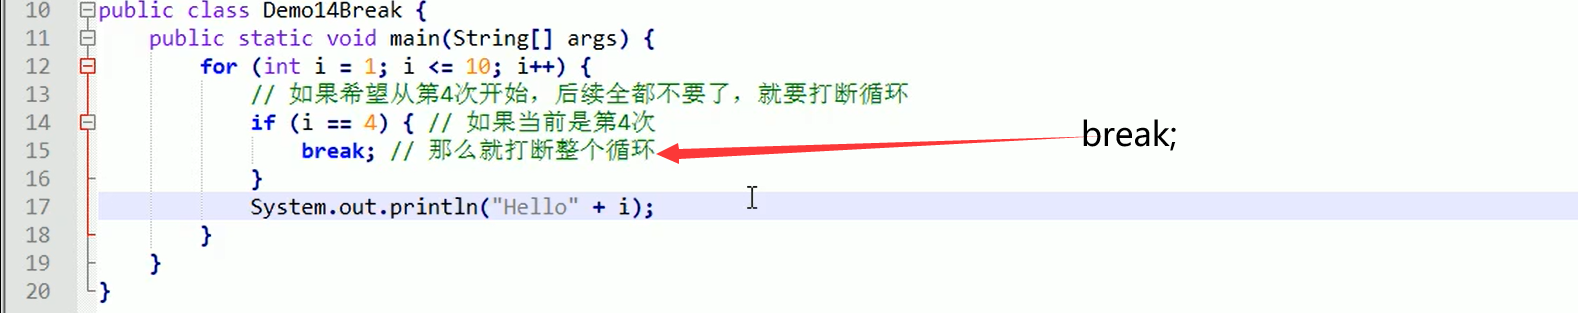 10 public class Demo14Break {
11 public static void main(String[] args) {
12 for (int i = 1; i <= 10; i++) {
13 // 如果希望从第4次开始，后续全都不要了，就要打断循环
14 if (i == 4) { // 如果当前是第4次
15 break; // 那么就打断整个循环
break;
16 }
17 System.out.println("Hello" + i);
18 }
19 }
20 }